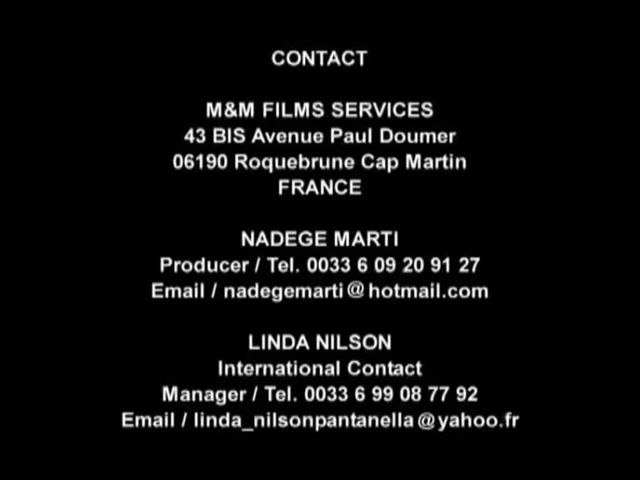 CONTACT
M&M FILMS SERVICES
43 BIS Avenue Paul Doumer
06190 Roquebrune Cap Martin
FRANCE
NADEGE MARTI
Producer / Tel. 0033 6 09 20 91 27
Email / nadegemarti@hotmail.com
LINDA NILSON
International Contact
Manager / Tel. 0033 6 99 08 77 92
Email / linda_nilsonpantanella@yahoo.fr